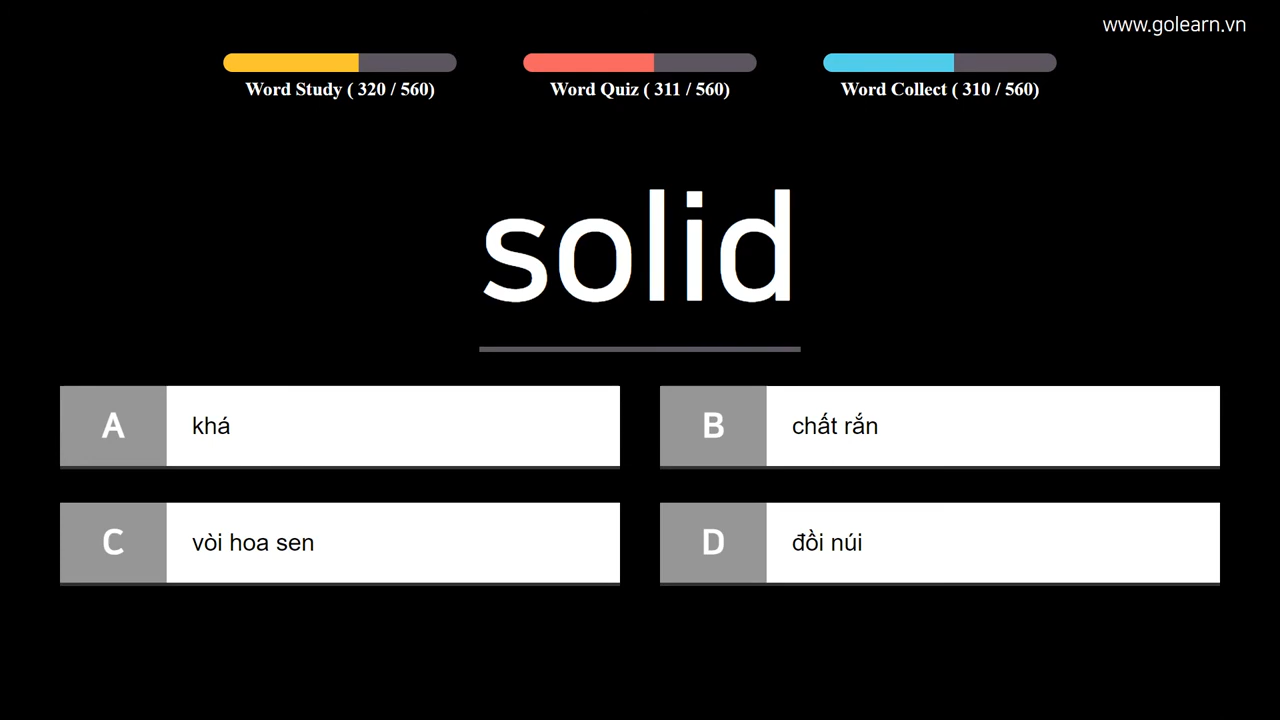 www.golearn.vn
Word Study ( 320 / 560)
Word Quiz ( 311 / 560)
Word Collect ( 310 / 560)
solid
A khá
B chất rắn
C vòi hoa sen
D đồi núi